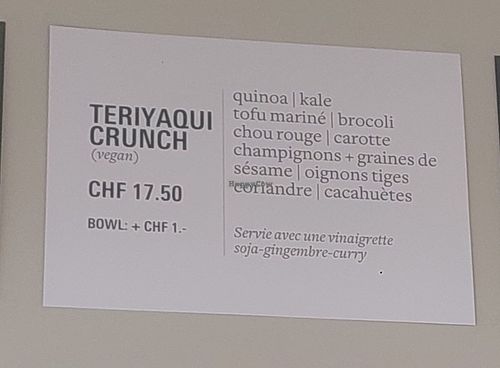 TERIYAQUI
CRUNCH
(vegan)
CHF 17.50
BOWL: + CHF 1.-
quinoa | kale
tofu mariné | brocoli
chou rouge | carotte
champignons + graines de
sésame | oignons tiges
coriandre | cacahuètes
HappyCow
Servie avec une vinaigrette
soja-gingembre-curry